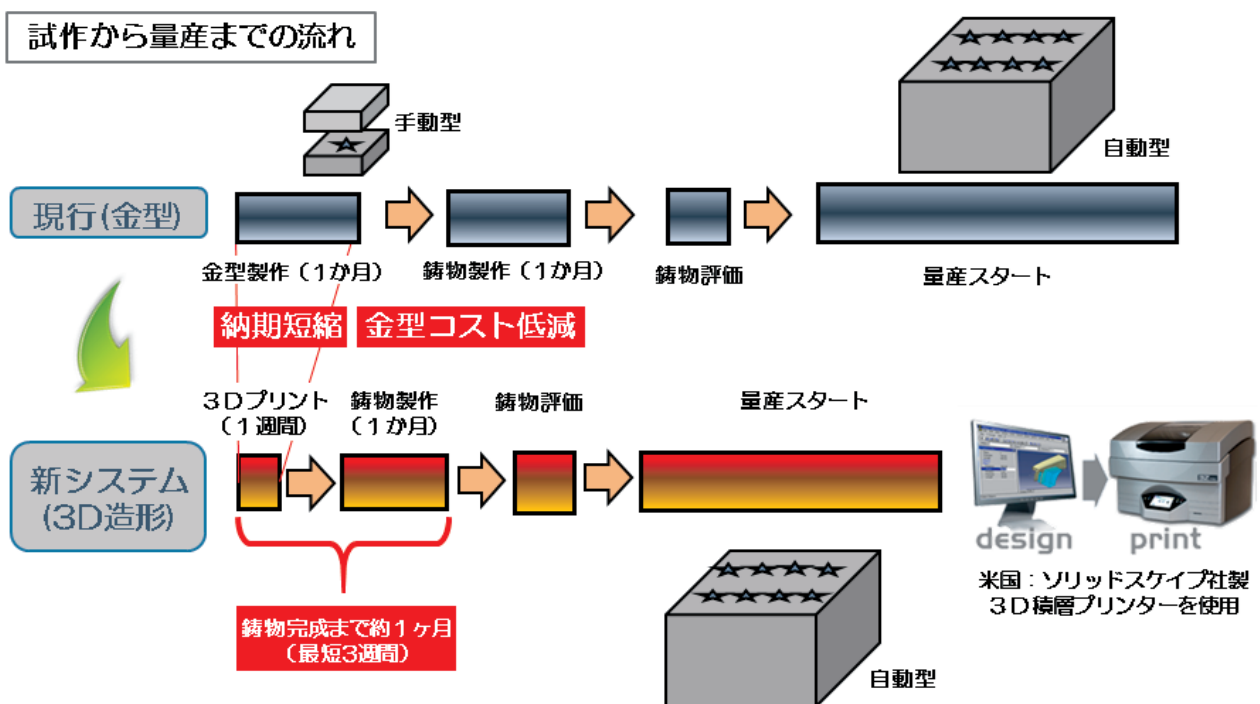 試作から量産までの流れ
手動型
自動型
現行(金型)
金型製作（1か月）
鋳物製作（1か月）
鋳物評価
量産スタート
納期短縮
金型コスト低減
3Dプリント
（1週間）
鋳物製作
（1か月）
鋳物評価
量産スタート
新システム
(3D造形)
design
print
米国：ソリッドスケイプ社製
3D積層プリンターを使用
鋳物完成まで約1ヶ月
（最短3週間）
自動型